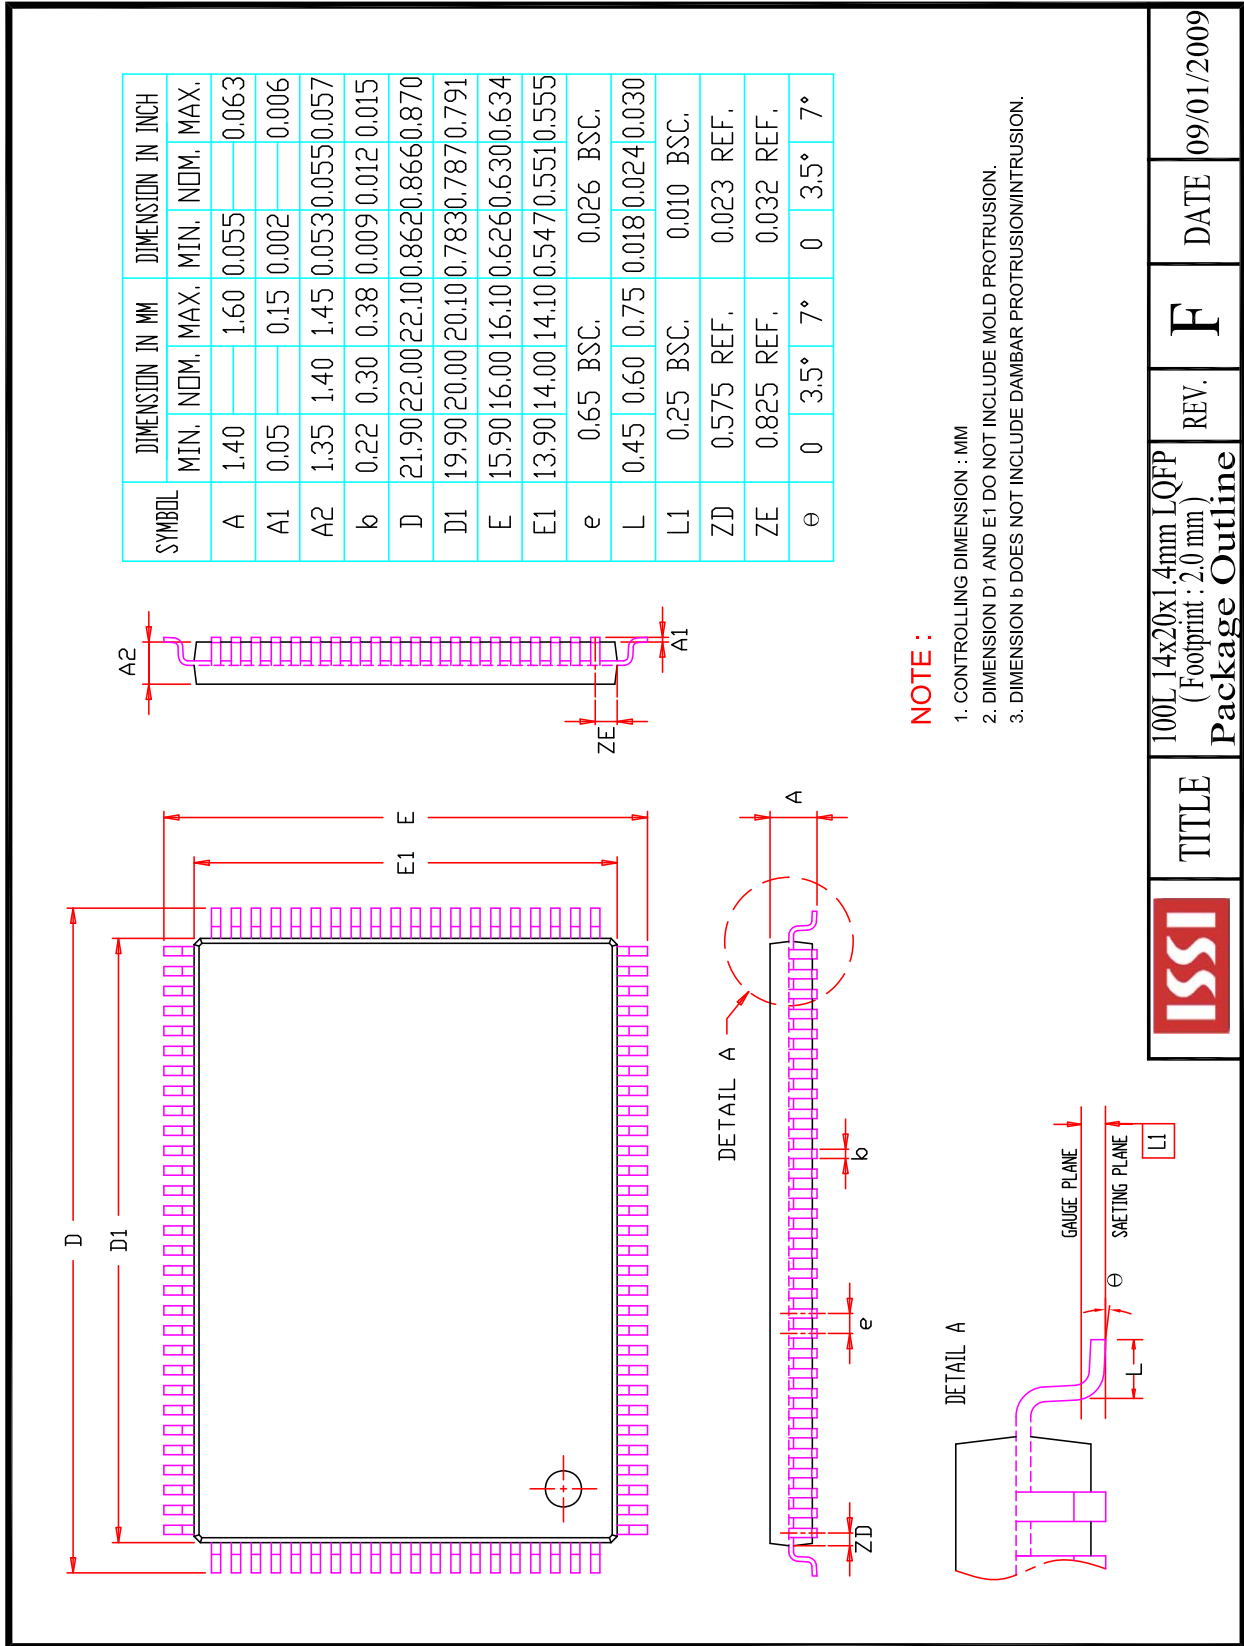 SYMBOL DIMENSION IN MM DIMENSION IN INCH
MIN. NOM. MAX. MIN. NOM. MAX.
A 1.40 1.60 0.055 0.063
A1 0.05 0.15 0.002 0.006
A2 1.35 1.40 1.45 0.053 0.055 0.057
b 0.22 0.30 0.38 0.009 0.012 0.015
D 21.90 22.00 22.10 0.862 0.866 0.870
D1 19.90 20.00 20.10 0.783 0.787 0.791
E 15.90 16.00 16.10 0.626 0.630 0.634
E1 13.90 14.00 14.10 0.547 0.551 0.555
e 0.65 BSC. 0.026 BSC.
L 0.45 0.60 0.75 0.018 0.024 0.030
L1 0.25 BSC. 0.010 BSC.
ZD 0.575 REF. 0.023 REF.
ZE 0.825 REF. 0.032 REF.
θ 0 3.5° 7° 0 3.5° 7°
D
D1
E
E1
A2
A1
ZE
A
DETAIL A
b
e
ZD
DETAIL A
GAUGE PLANE
SAETING PLANE
L1
θ
L
NOTE :
1. CONTROLLING DIMENSION : MM
2. DIMENSION D1 AND E1 DO NOT INCLUDE MOLD PROTRUSION.
3. DIMENSION b DOES NOT INCLUDE DAMBAR PROTRUSION/INTRUSION.
ISSI
TITLE
100L 14x20x1.4mm LQFP
( Footprint : 2.0 mm )
Package Outline
REV.
F
DATE
09/01/2009